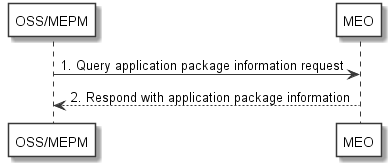 OSS/MEPM
MEO
1. Query application package information request
2. Respond with application package information
OSS/MEPM
MEO